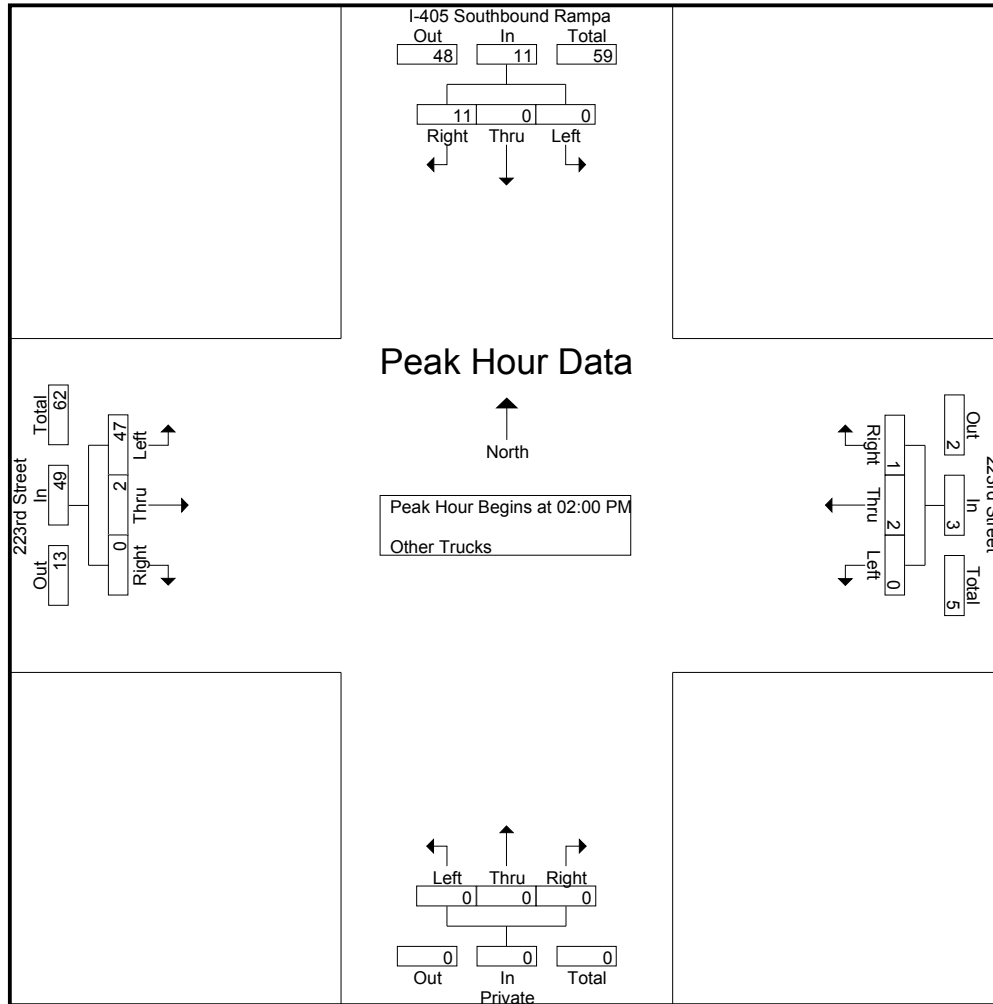 I-405 Southbound Rampa
Out In Total
48 11 59
11 0 0
Right Thru Left
Peak Hour Data
North
Peak Hour Begins at 02:00 PM
Other Trucks
223rd Street
Out In Total
13 49 62
47 2 0
Left Thru Right
223rd Street
Out In Total
2 3 5
1 2 0
Right Thru Left
Left Thru Right
0 0 0
0 0 0
Out In Total
Private